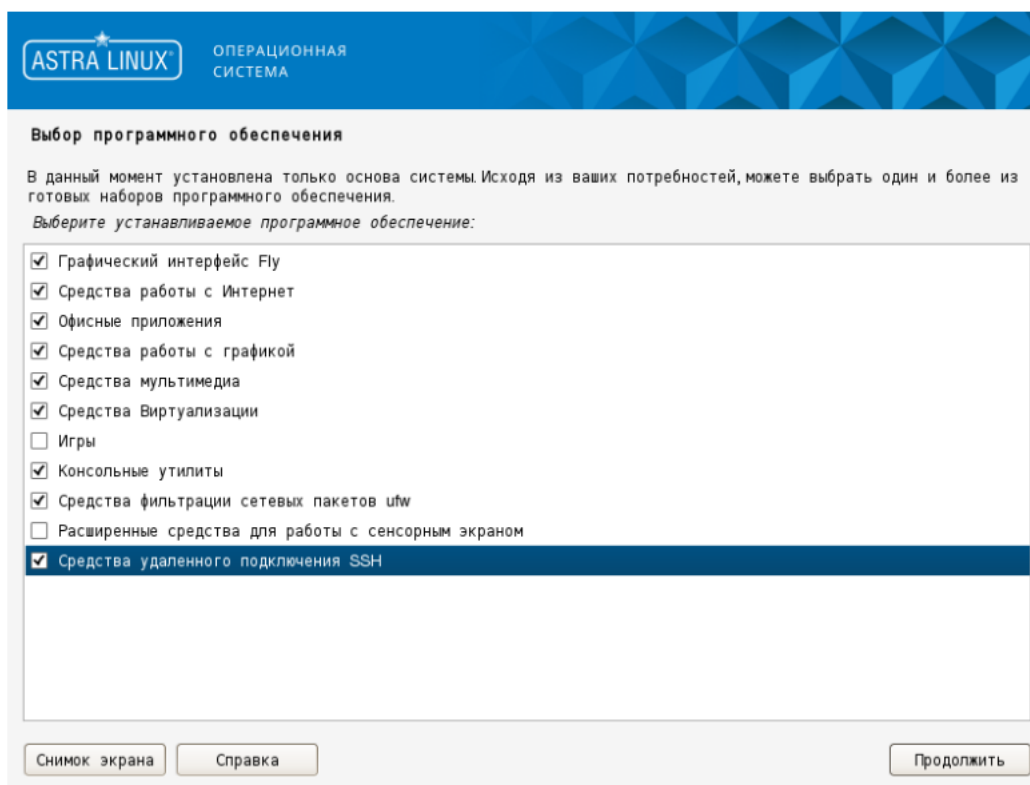 ASTRA LINUX®
ОПЕРАЦИОННАЯ
СИСТЕМА
Выбор программного обеспечения
В данный момент установлена только основа системы. Исходя из ваших потребностей, можете выбрать один и более из
готовых наборов программного обеспечения.
Выберите устанавливаемое программное обеспечение:
Графический интерфейс Fly
Средства работы с Интернет
Офисные приложения
Средства работы с графикой
Средства мультимедиа
Средства Виртуализации
Игры
Консольные утилиты
Средства фильтрации сетевых пакетов ufw
Расширенные средства для работы с сенсорным экраном
Средства удаленного подключения SSH
Снимок экрана
Справка
Продолжить